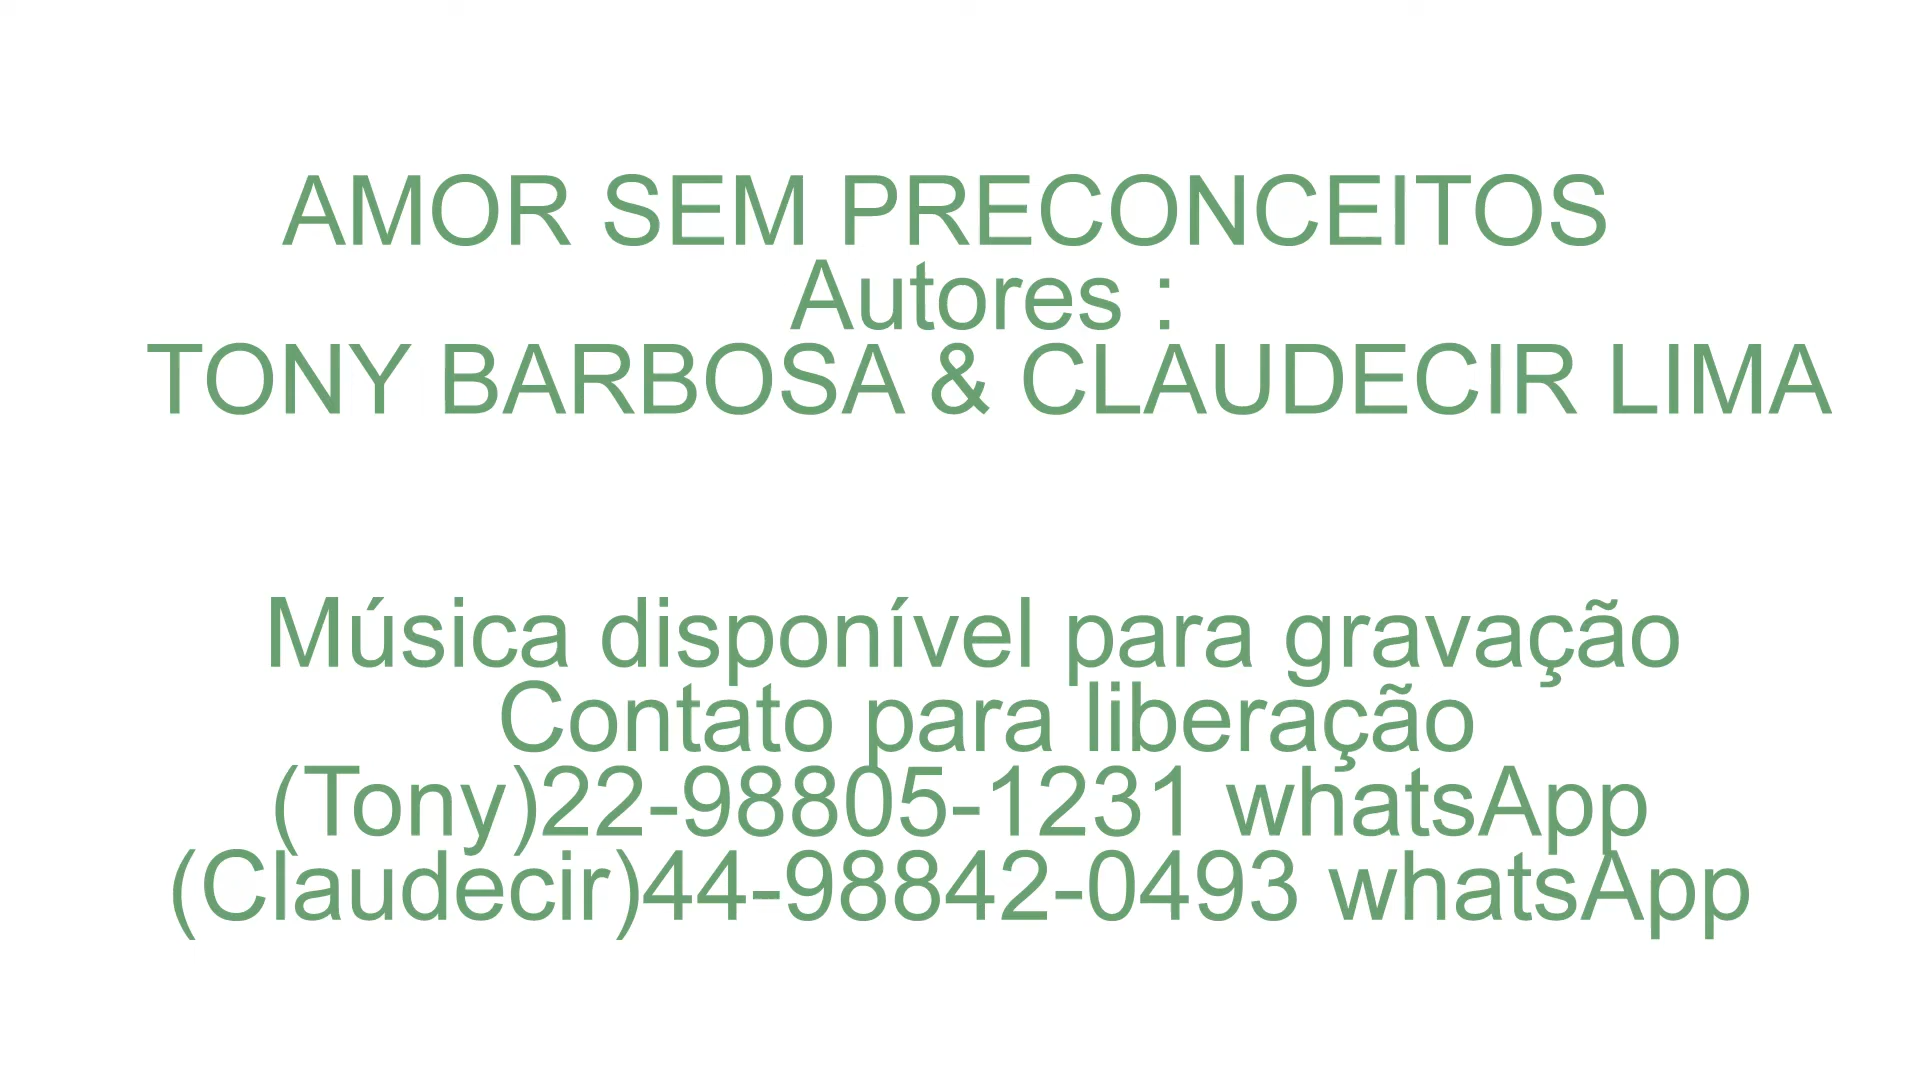 AMOR SEM PRECONCEITOS
Autores :
TONY BARBOSA & CLAUDECIR LIMA
Música disponível para gravação
Contato para liberação
(Tony)22-98805-1231 whatsApp
(Claudecir)44-98842-0493 whatsApp